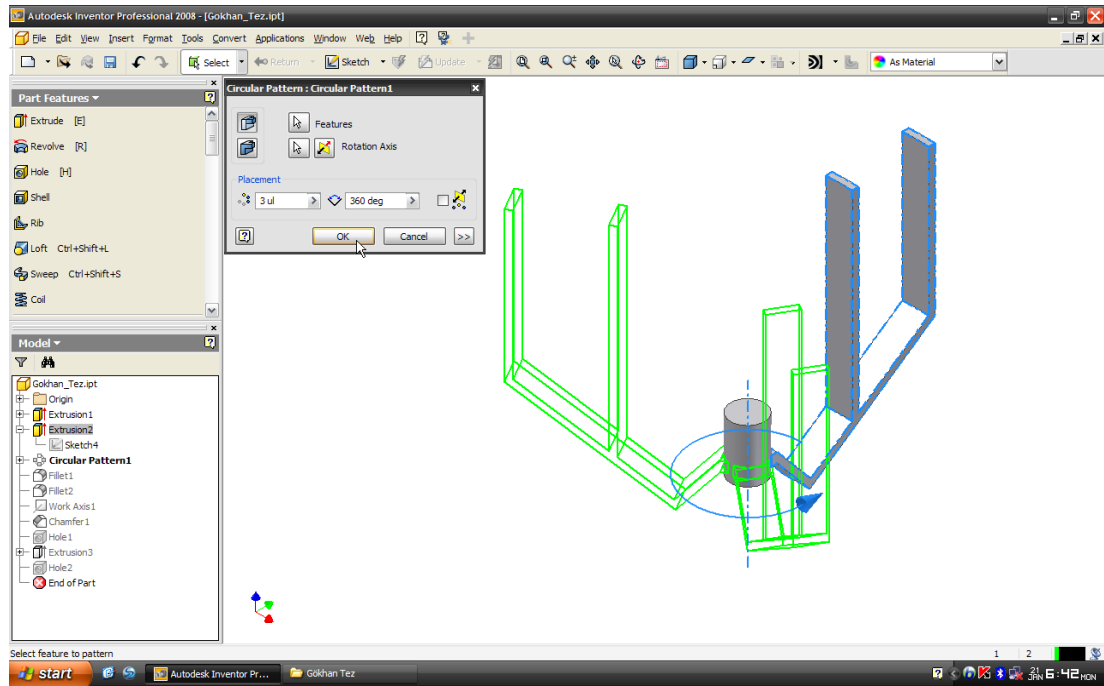 Autodesk Inventor Professional 2008 - [Gokhan_Tez.ipt]
File Edit View Insert Format Tools Convert Applications Window Web Help
Select Return Sketch Update As Material
Part Features
Extrude [E]
Revolve [R]
Hole [H]
Shell
Rib
Loft Ctrl+Shift+L
Sweep Ctrl+Shift+S
Coil
Circular Pattern : Circular Pattern1
Features
Rotation Axis
Placement
3 ul 360 deg
OK Cancel >>
Model
Gokhan_Tez.ipt
Origin
Extrusion1
Extrusion2
Sketch4
Circular Pattern1
Fillet1
Fillet2
Work Axis1
Chamfer1
Hole1
Extrusion3
Hole2
End of Part
Select feature to pattern 1 2
start Autodesk Inventor Pr... Gökhan Tez 21 JAN 6:42 MON